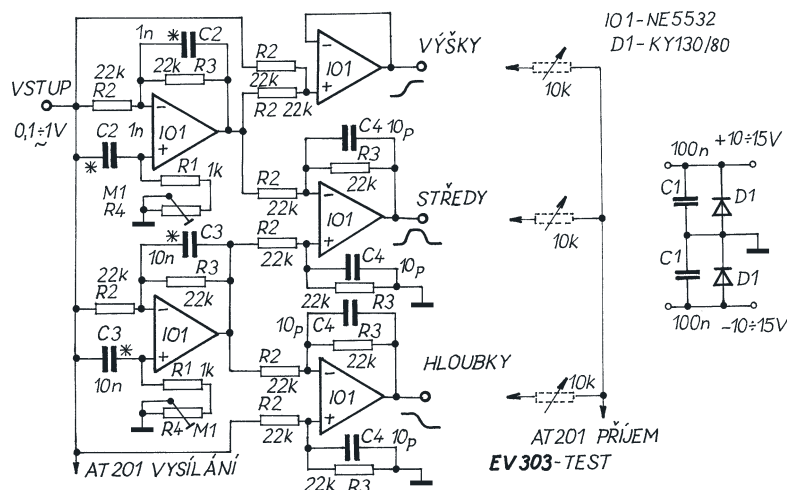 IO1-NE5532
D1-KY130/80
1n
C2
22k
R2
22k
R3
VSTUP
0,1÷1V
~
IO1
C2
1n
R1 1k
M1
R4
R2
22k
R2 22k
IO1
VÝŠKY
10k
C4 10p
R3
22k
R2
22k
IO1
STŘEDY
10k
C3
10n
R3
22k
22k
R2
IO1
C3
10n
R1 1k
R4 M1
R2
22k
C4
10p
22k
R3
10p
C4
R3
22k
R2
22k
IO1
HLOUBKY
10k
R2
22k
C4 10p
22k
R3
AT201 VYSÍLÁNÍ
AT201 PŘÍJEM
EV303-TEST
100n
+10÷15V
C1
D1
C1
D1
100n
-10÷15V